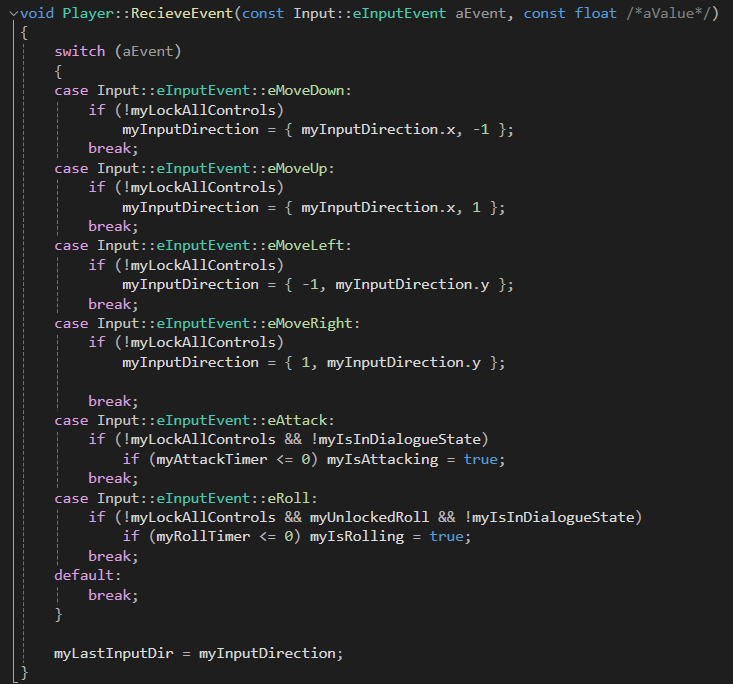 void Player::RecieveEvent(const Input::eInputEvent aEvent, const float /*aValue*/)
{
    switch (aEvent)
    {
    case Input::eInputEvent::eMoveDown:
        if (!myLockAllControls)
            myInputDirection = { myInputDirection.x, -1 };
        break;
    case Input::eInputEvent::eMoveUp:
        if (!myLockAllControls)
            myInputDirection = { myInputDirection.x, 1 };
        break;
    case Input::eInputEvent::eMoveLeft:
        if (!myLockAllControls)
            myInputDirection = { -1, myInputDirection.y };
        break;
    case Input::eInputEvent::eMoveRight:
        if (!myLockAllControls)
            myInputDirection = { 1, myInputDirection.y };

        break;
    case Input::eInputEvent::eAttack:
        if (!myLockAllControls && !myIsInDialogueState)
            if (myAttackTimer <= 0) myIsAttacking = true;
        break;
    case Input::eInputEvent::eRoll:
        if (!myLockAllControls && myUnlockedRoll && !myIsInDialogueState)
            if (myRollTimer <= 0) myIsRolling = true;
        break;
    default:
        break;
    }

    myLastInputDir = myInputDirection;
}